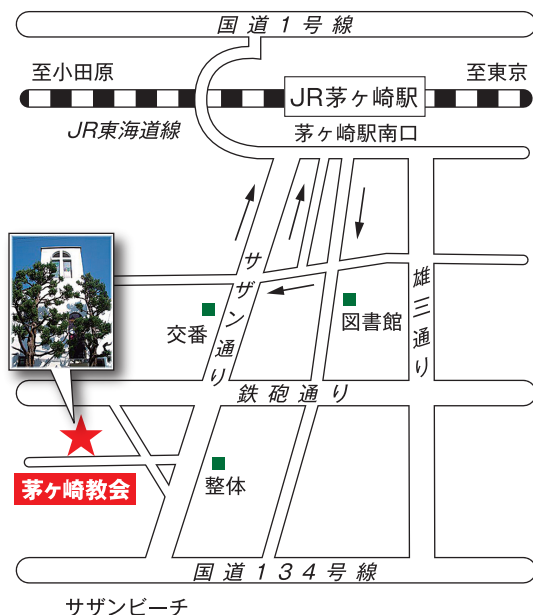 国道1号線
至小田原
至東京
JR茅ヶ崎駅
JR東海道線
茅ヶ崎駅南口
サザン通り
雄三通り
交番
図書館
鉄砲通り
茅ヶ崎教会
整体
国道134号線
サザンビーチ